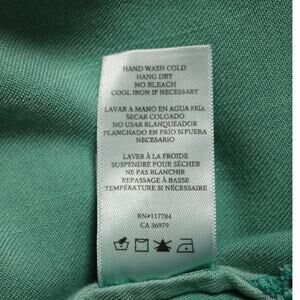 HAND WASH COLD
HANG DRY
NO BLEACH
COOL IRON IF NECESSARY
LAVAR A MANO EN AGUA FRÍA
SECAR COLGADO
NO USAR BLANQUEADOR
PLANCHADO EN FRÍO SI FUERA
NECESARIO
LAVER À LA FROIDE
SUSPENDRE POUR SÉCHER
NE PAS BLANCHIR
REPASSAGE À BASSE
TEMPÉRATURE SI NÉCESSAIRE
RN#117784
CA 36979